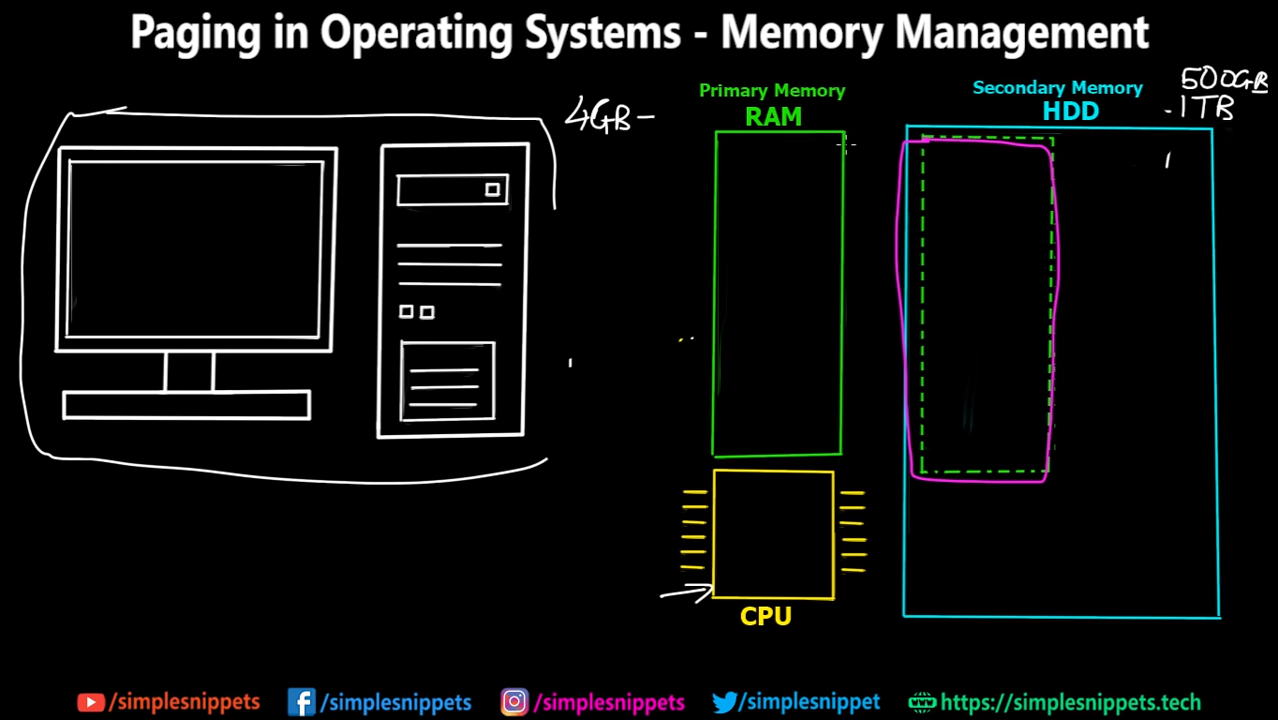 Paging in Operating Systems - Memory Management
Primary Memory
RAM
4GB -
Secondary Memory
HDD
500GB
- 1TB
CPU
/simplesnippets
/simplesnippets
/simplesnippets
/simplesnippet
https://simplesnippets.tech